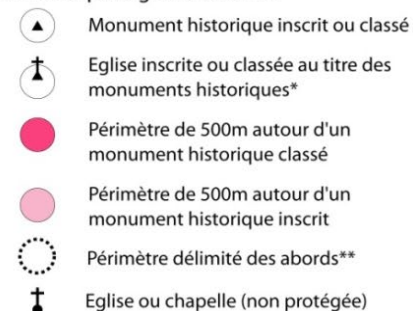 Monument historique inscrit ou classé
Eglise inscrite ou classée au titre des
monuments historiques*
Périmètre de 500m autour d'un
monument historique classé
Périmètre de 500m autour d'un
monument historique inscrit
Périmètre délimité des abords**
Eglise ou chapelle (non protégée)